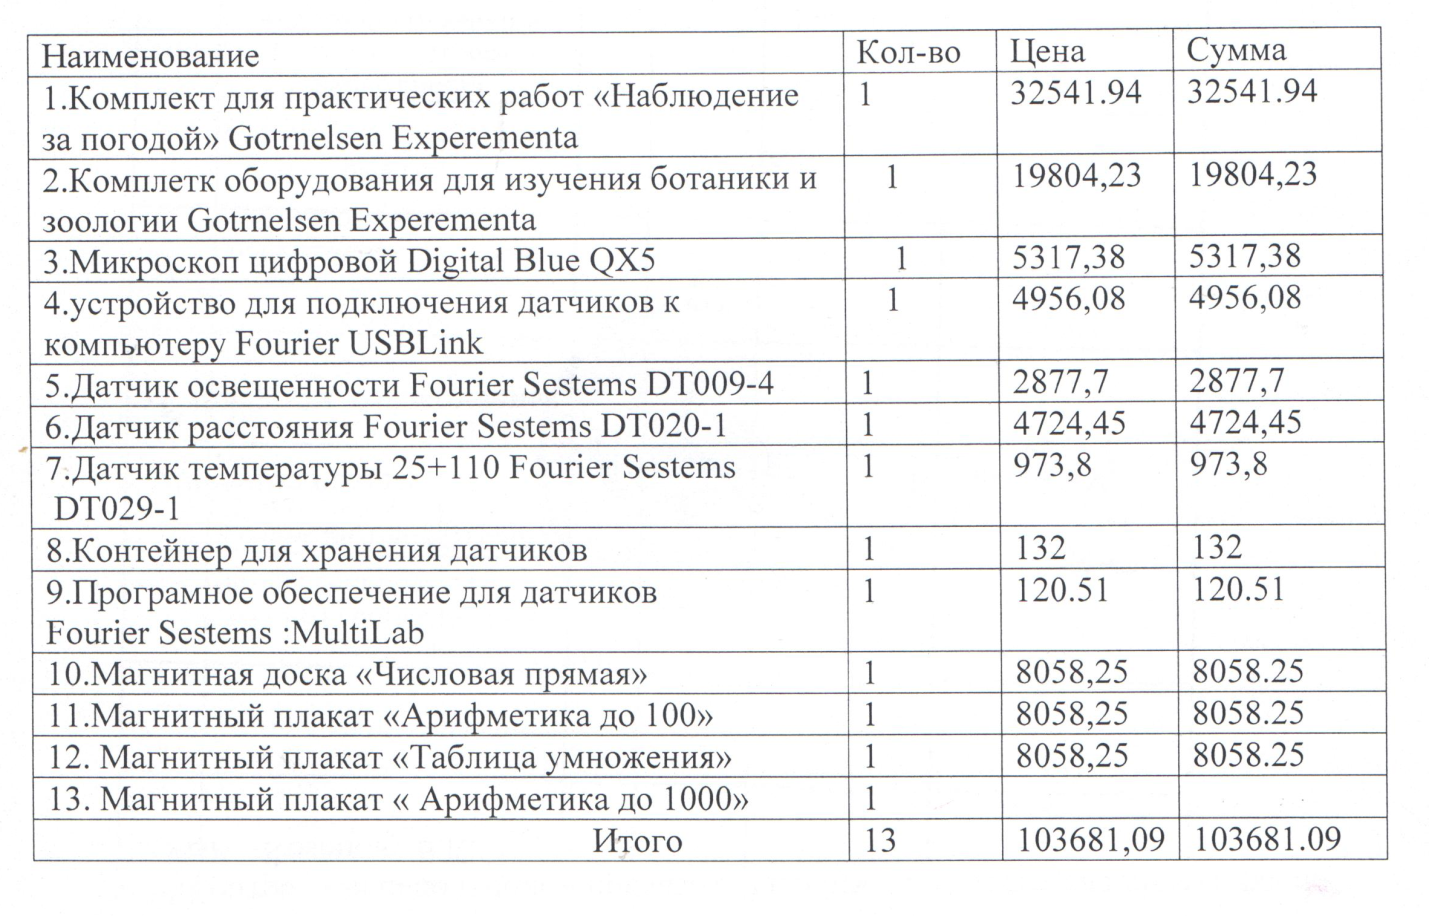 Наименование Кол-во Цена Сумма
1.Комплект для практических работ «Наблюдение 1 32541.94 32541.94
за погодой» Gotrnelsen Experementa
2.Комплетк оборудования для изучения ботаники и 1 19804,23 19804,23
зоологии Gotrnelsen Experementa
3.Микроскоп цифровой Digital Blue QX5 1 5317,38 5317,38
4.устройство для подключения датчиков к 1 4956,08 4956,08
компьютеру Fourier USBLink
5.Датчик освещенности Fourier Sestems DT009-4 1 2877,7 2877,7
6.Датчик расстояния Fourier Sestems DT020-1 1 4724,45 4724,45
7.Датчик температуры 25+110 Fourier Sestems 1 973,8 973,8
DT029-1
8.Контейнер для хранения датчиков 1 132 132
9.Програмное обеспечение для датчиков 1 120.51 120.51
Fourier Sestems :MultiLab
10.Магнитная доска «Числовая прямая» 1 8058,25 8058.25
11.Магнитный плакат «Арифметика до 100» 1 8058,25 8058.25
12. Магнитный плакат «Таблица умножения» 1 8058,25 8058.25
13. Магнитный плакат « Арифметика до 1000» 1
Итого 13 103681,09 103681.09